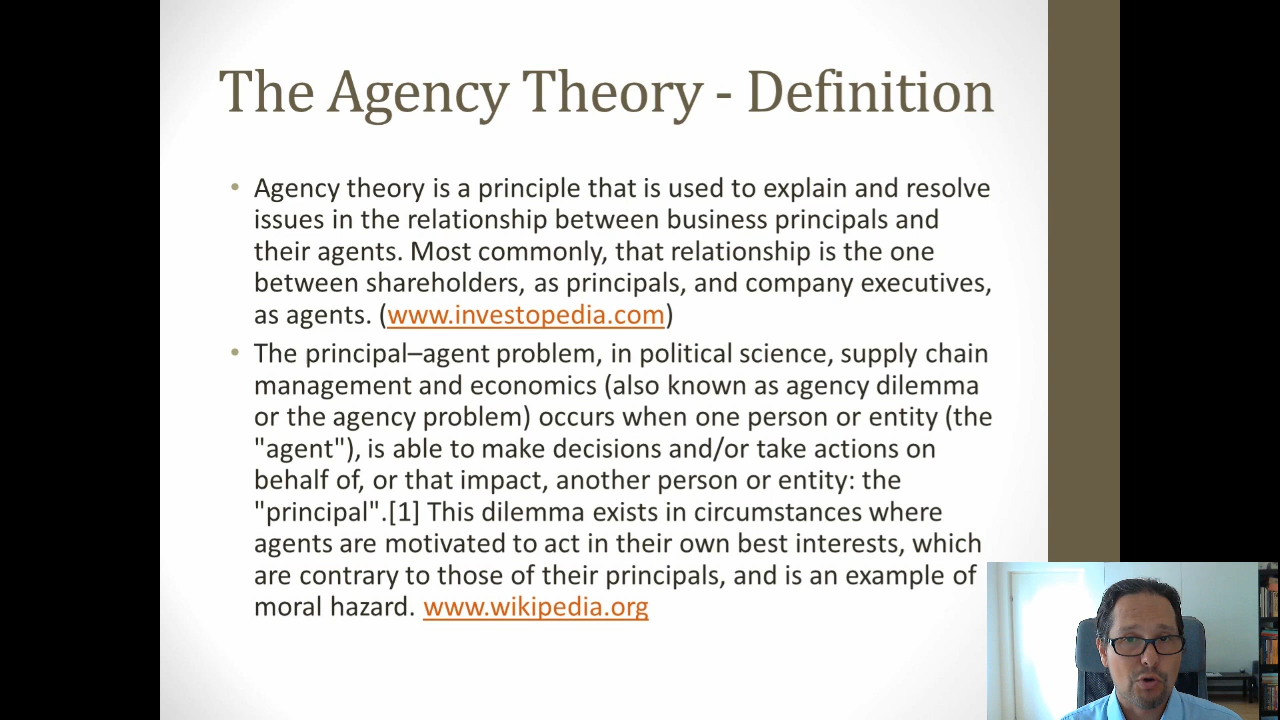 The Agency Theory - Definition
• Agency theory is a principle that is used to explain and resolve
issues in the relationship between business principals and
their agents. Most commonly, that relationship is the one
between shareholders, as principals, and company executives,
as agents. (www.investopedia.com)
• The principal–agent problem, in political science, supply chain
management and economics (also known as agency dilemma
or the agency problem) occurs when one person or entity (the
"agent"), is able to make decisions and/or take actions on
behalf of, or that impact, another person or entity: the
"principal".[1] This dilemma exists in circumstances where
agents are motivated to act in their own best interests, which
are contrary to those of their principals, and is an example of
moral hazard. www.wikipedia.org